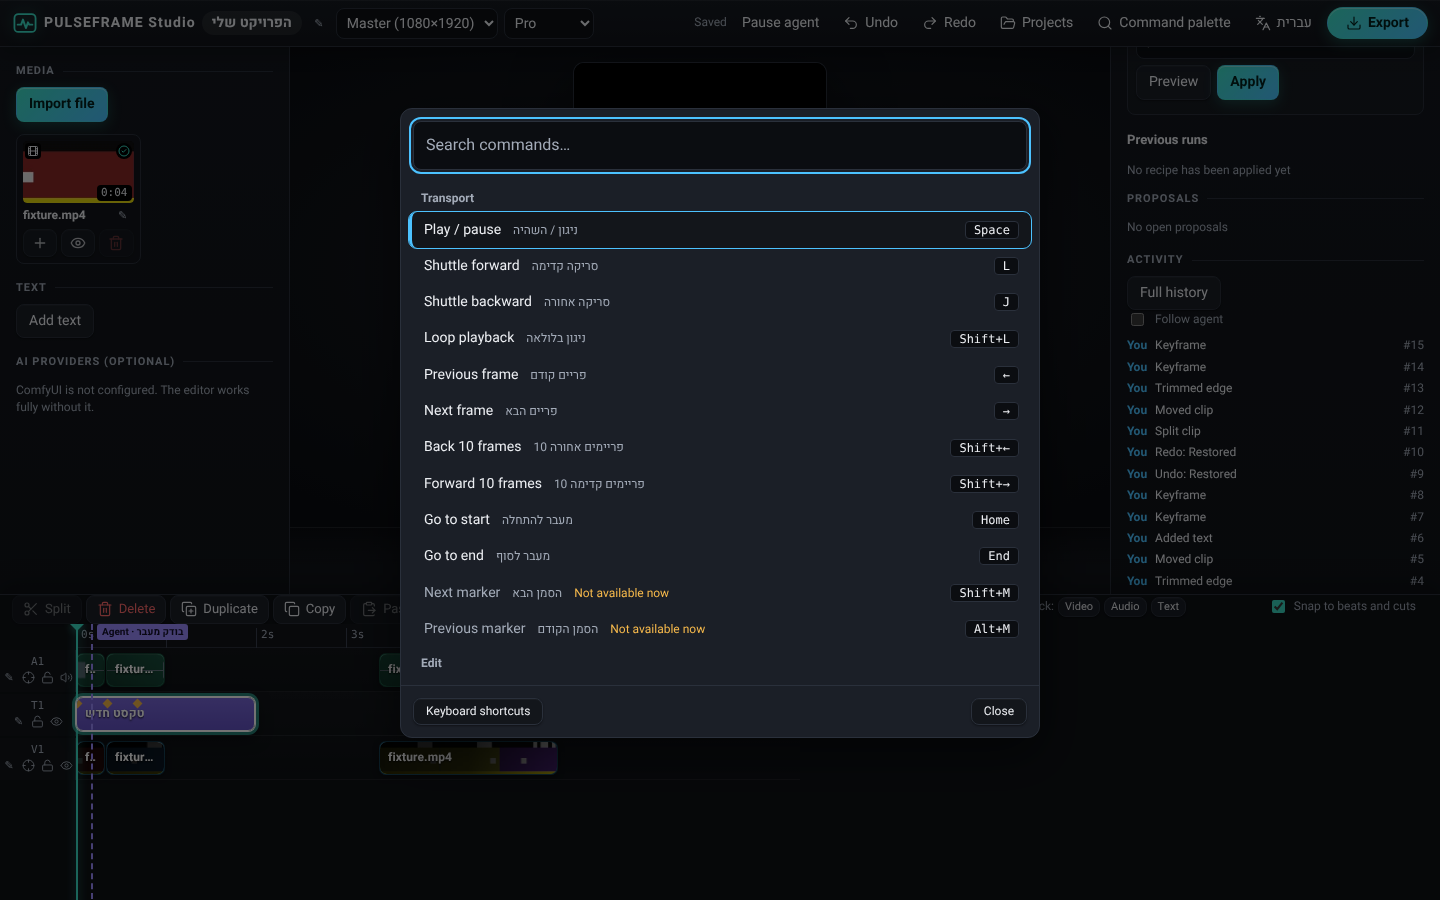 PULSEFRAME Studio הפרויקט שלי Master (1080×1920) Pro Saved Pause agent Undo Redo Projects Command palette עברית Export
MEDIA
Import file
0:04
fixture.mp4
TEXT
Add text
AI PROVIDERS (OPTIONAL)
ComfyUI is not configured. The editor works
fully without it.
Search commands...
Transport
Play / pause ניגון / השהיה Space
Shuttle forward סריקה קדימה L
Shuttle backward סריקה אחורה J
Loop playback ניגון בלולאה Shift+L
Previous frame פריים קודם ←
Next frame פריים הבא →
Back 10 frames 10 פריימים אחורה Shift+←
Forward 10 frames 10 פריימים קדימה Shift+→
Go to start מעבר להתחלה Home
Go to end מעבר לסוף End
Next marker הסמן הבא Not available now Shift+M
Previous marker הסמן הקודם Not available now Alt+M
Edit
Keyboard shortcuts Close
Preview Apply
Previous runs
No recipe has been applied yet
PROPOSALS
No open proposals
ACTIVITY
Full history
Follow agent
You Keyframe #15
You Keyframe #14
You Trimmed edge #13
You Moved clip #12
You Split clip #11
You Redo: Restored #10
You Undo: Restored #9
You Keyframe #8
You Keyframe #7
You Added text #6
You Moved clip #5
You Trimmed edge #4
Split Delete Duplicate Copy Pas ck: Video Audio Text Snap to beats and cuts
0s Agent · בודק מעבר 2s 3s
A1 f.. fixtur... fixtu
T1 טקסט חדש
V1 f.. fixtur... fixture.mp4